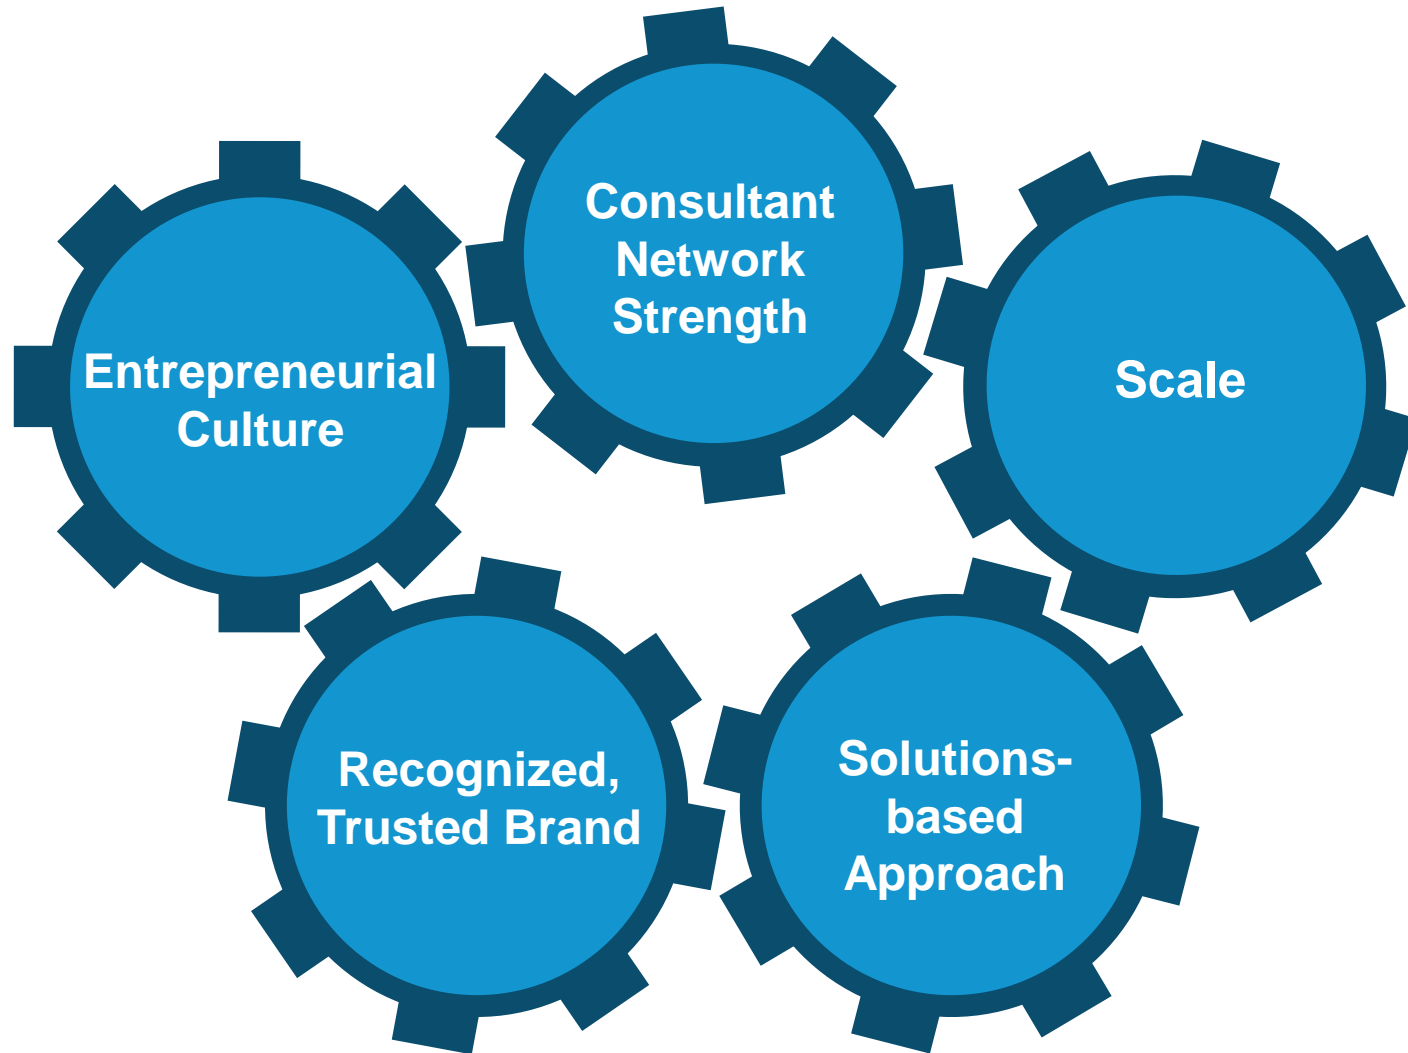 Consultant
Network
Strength
Entrepreneurial
Culture
Scale
Recognized,
Trusted Brand
Solutions-
based
Approach